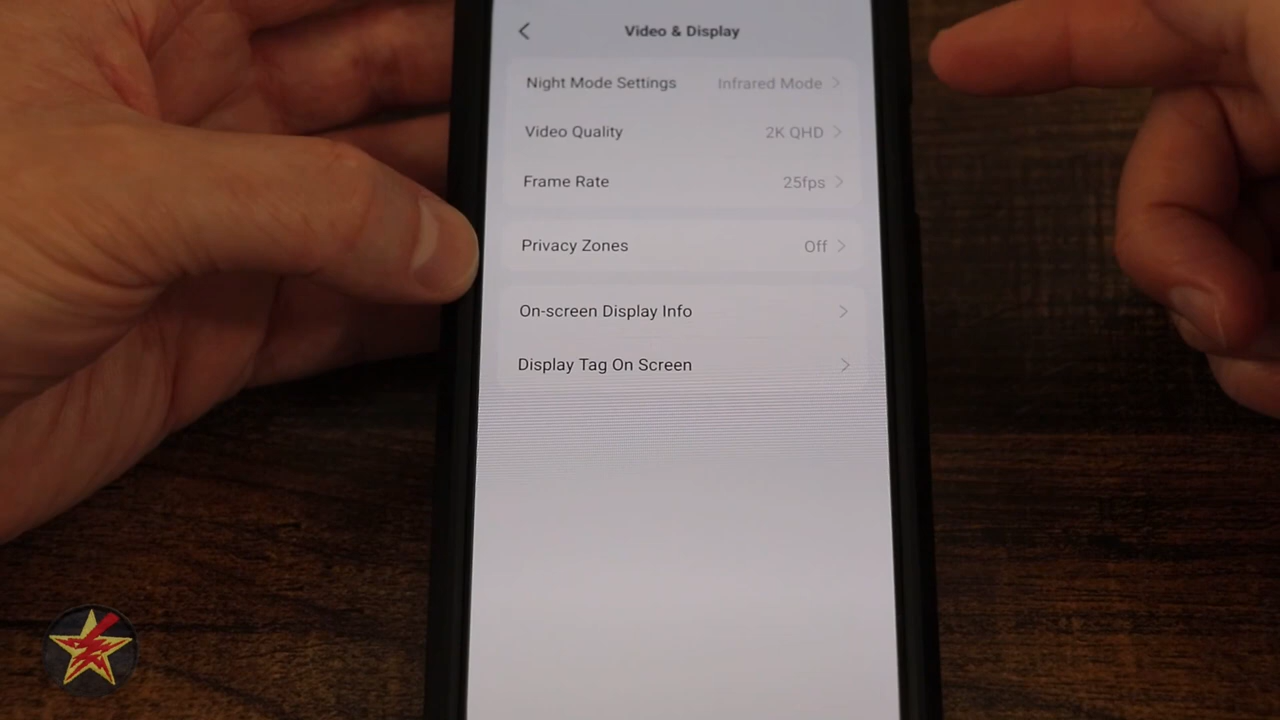 Video & Display
Night Mode Settings Infrared Mode
Video Quality 2K QHD
Frame Rate 25fps
Privacy Zones Off
On-screen Display Info
Display Tag On Screen